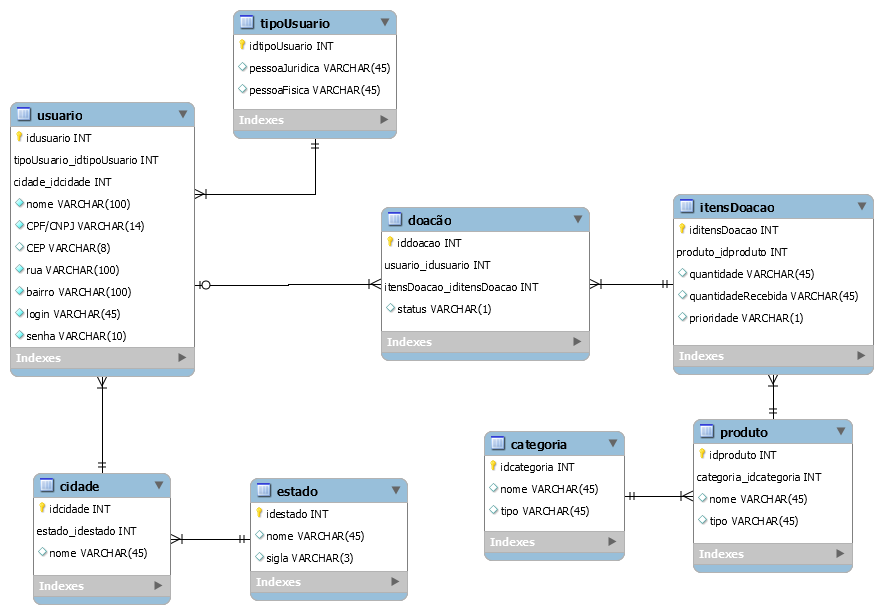 tipoUsuario
idtipoUsuario INT
pessoaJuridica VARCHAR(45)
pessoaFisica VARCHAR(45)
Indexes
usuario
idusuario INT
tipoUsuario_idtipoUsuario INT
cidade_idcidade INT
nome VARCHAR(100)
CPF/CNPJ VARCHAR(14)
CEP VARCHAR(8)
rua VARCHAR(100)
bairro VARCHAR(100)
login VARCHAR(45)
senha VARCHAR(10)
Indexes
doacão
iddoacao INT
usuario_idusuario INT
itensDoacao_iditensDoacao INT
status VARCHAR(1)
Indexes
itensDoacao
iditensDoacao INT
produto_idproduto INT
quantidade VARCHAR(45)
quantidadeRecebida VARCHAR(45)
prioridade VARCHAR(1)
Indexes
cidade
idcidade INT
estado_idestado INT
nome VARCHAR(45)
Indexes
estado
idestado INT
nome VARCHAR(45)
sigla VARCHAR(3)
Indexes
categoria
idcategoria INT
nome VARCHAR(45)
tipo VARCHAR(45)
Indexes
produto
idproduto INT
categoria_idcategoria INT
nome VARCHAR(45)
tipo VARCHAR(45)
Indexes